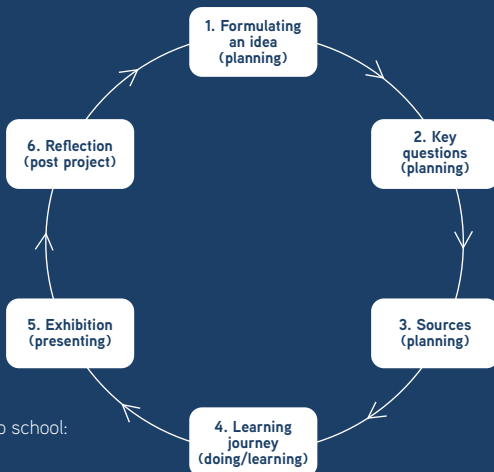 1. Formulating
an idea
(planning)
2. Key
questions
(planning)
3. Sources
(planning)
4. Learning
journey
(doing/learning)
5. Exhibition
(presenting)
6. Reflection
(post project)
school: